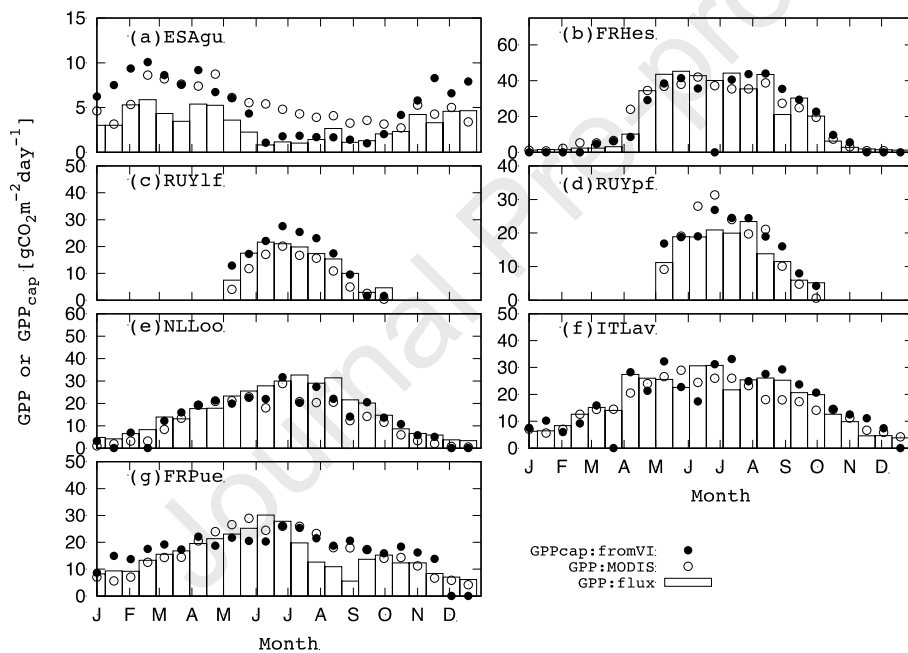 Journal Pre-pro
GPP or GPPcap [gCO2m−2day−1]
(a)ESAgu
15
10
5
0
(b)FRHes
60
40
20
0
(c)RUYlf
50
40
30
20
10
0
(d)RUYpf
40
30
20
10
0
(e)NLLoo
60
50
40
30
20
10
0
(f)ITLav
50
40
30
20
10
0
J F M A M J J A S O N D
Month
(g)FRPue
50
40
30
20
10
0
J F M A M J J A S O N D
Month
GPPcap:fromVI
GPP:MODIS
GPP:flux